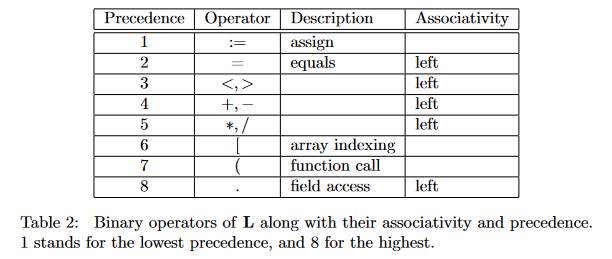 Precedence Operator Description Associativity
1 := assign
2 = equals left
3 <,> left
4 +,− left
5 *,/ left
6 [ array indexing
7 ( function call
8 . field access left
Table 2: Binary operators of L along with their associativity and precedence.
1 stands for the lowest precedence, and 8 for the highest.